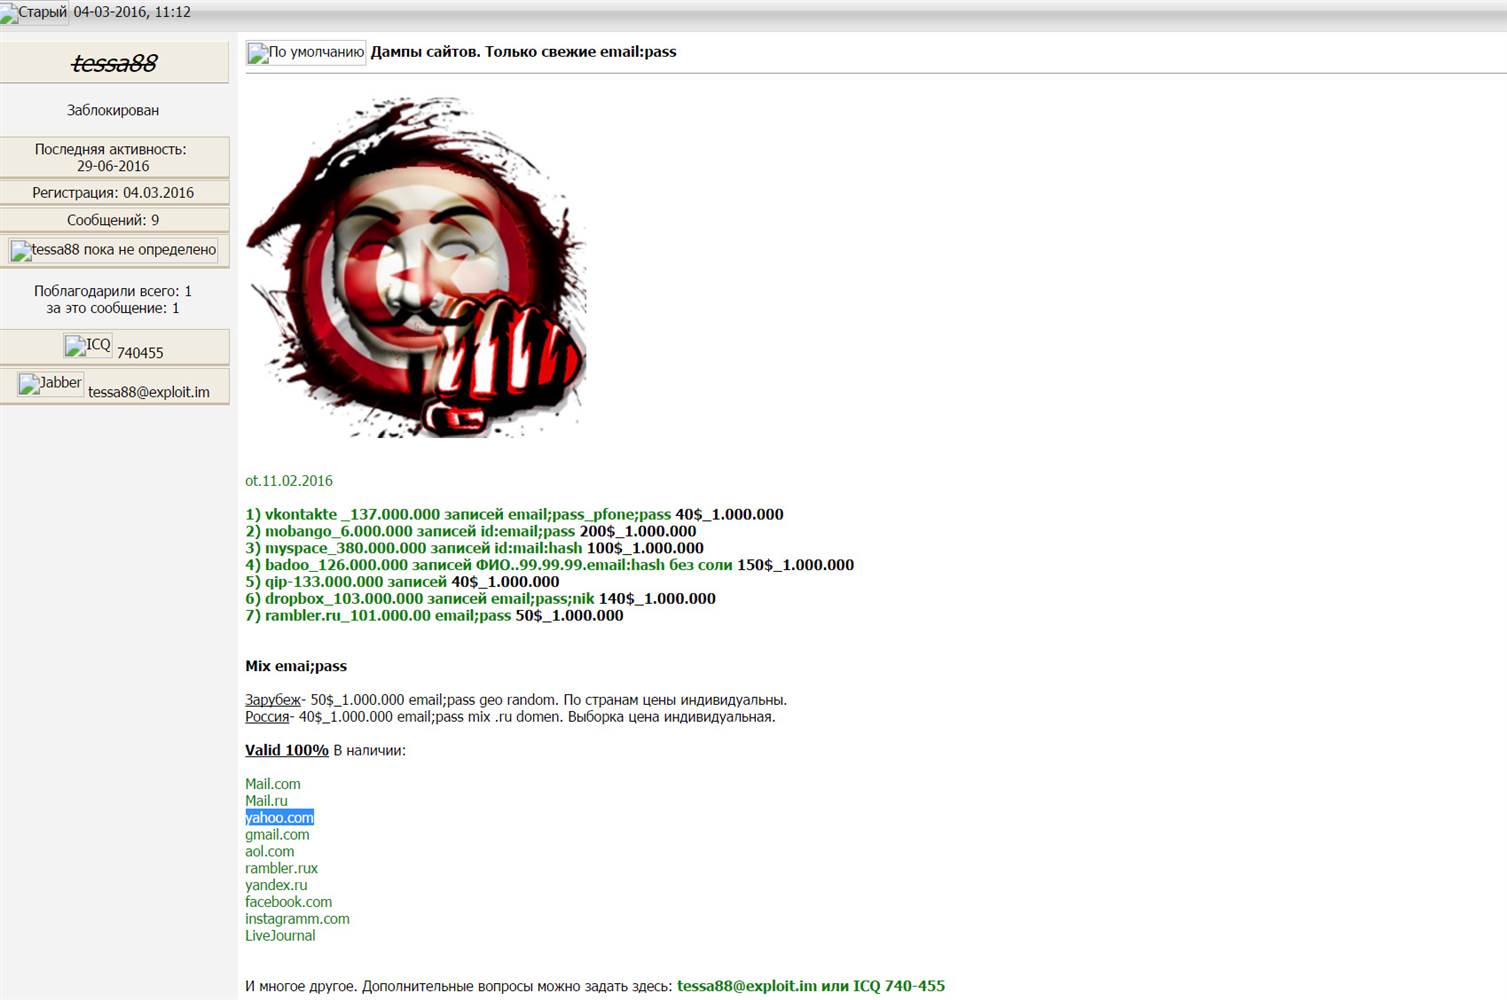 Старый 04-03-2016, 11:12
tessa88
Заблокирован
Последняя активность:
29-06-2016
Регистрация: 04.03.2016
Сообщений: 9
tessa88 пока не определено
Поблагодарили всего: 1
за это сообщение: 1
ICQ 740455
Jabber tessa88@exploit.im
По умолчанию Дампы сайтов. Только свежие email:pass
ot.11.02.2016
1) vkontakte _137.000.000 записей email;pass_pfone;pass 40$_1.000.000
2) mobango_6.000.000 записей id:email;pass 200$_1.000.000
3) myspace_380.000.000 записей id:mail:hash 100$_1.000.000
4) badoo_126.000.000 записей ФИО..99.99.99.email:hash без соли 150$_1.000.000
5) qip-133.000.000 записей 40$_1.000.000
6) dropbox_103.000.000 записей email;pass;nik 140$_1.000.000
7) rambler.ru_101.000.00 email;pass 50$_1.000.000
Mix emai;pass
Зарубеж- 50$_1.000.000 email;pass geo random. По странам цены индивидуальны.
Россия- 40$_1.000.000 email;pass mix .ru domen. Выборка цена индивидуальная.
Valid 100% В наличии:
Mail.com
Mail.ru
yahoo.com
gmail.com
aol.com
rambler.rux
yandex.ru
facebook.com
instagramm.com
LiveJournal
И многое другое. Дополнительные вопросы можно задать здесь: tessa88@exploit.im или ICQ 740-455